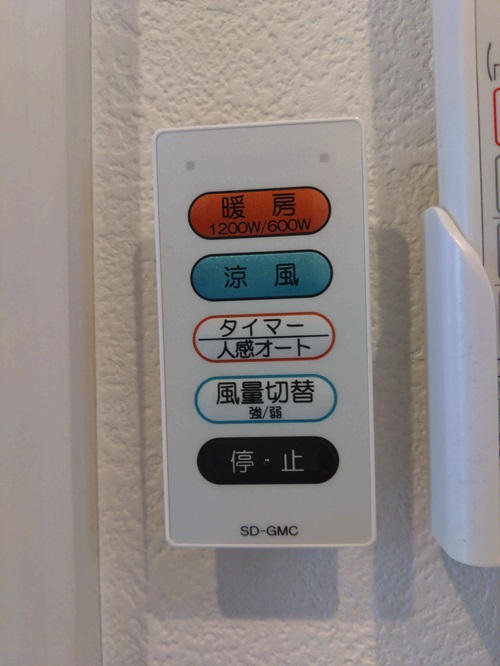 暖房
1200W/600W
涼風
タイマー
人感オート
風量切替
強/弱
停・止
SD-GMC